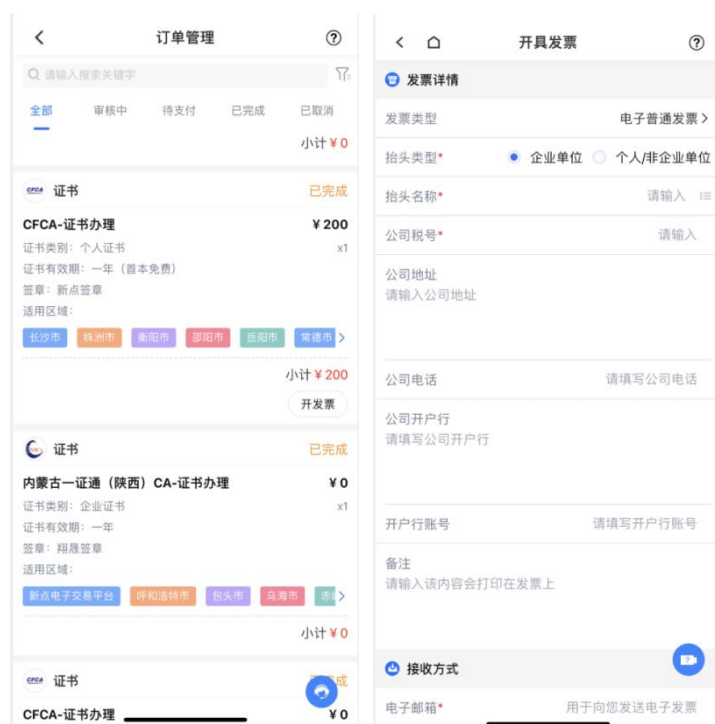 订单管理
请输入搜索关键字
全部 审核中 待支付 已完成 已取消
小计 ¥ 0
CFCA 证书 已完成
CFCA-证书办理 ¥ 200
证书类别：个人证书 x1
证书有效期：一年（首本免费）
签章：新点签章
适用区域：
长沙市 株洲市 衡阳市 邵阳市 岳阳市 常德市
小计 ¥ 200
开发票
证书 已完成
内蒙古一证通（陕西）CA-证书办理 ¥ 0
证书类别：企业证书 x1
证书有效期：一年
签章：翔晟签章
适用区域：
新点电子交易平台 呼和浩特市 包头市 乌海市 赤
小计 ¥ 0
CFCA 证书 成
CFCA-证书办理 ¥ 0
开具发票
发票详情
发票类型 电子普通发票
抬头类型* 企业单位 个人/非企业单位
抬头名称* 请输入
公司税号* 请输入
公司地址
请输入公司地址
公司电话 请填写公司电话
公司开户行
请填写公司开户行
开户行账号 请填写开户行账号
备注
请输入该内容会打印在发票上
接收方式
电子邮箱* 用于向您发送电子发票